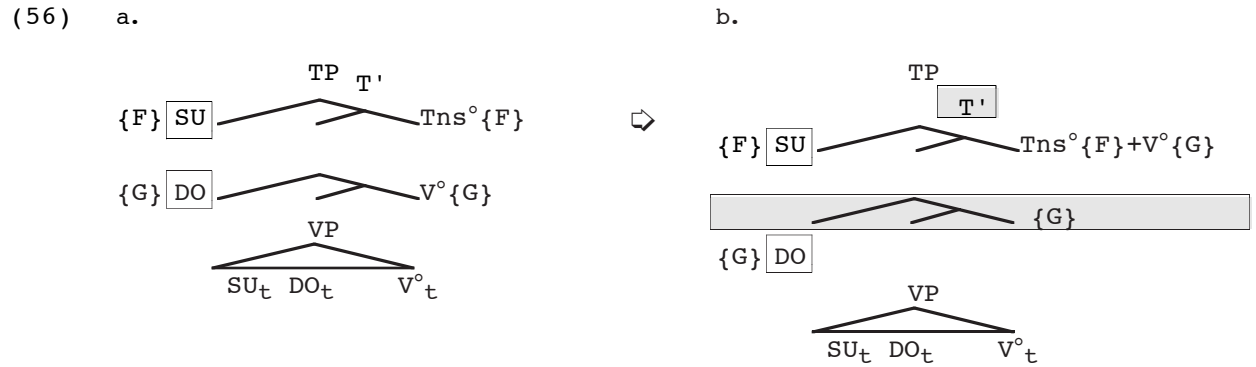 (56) a. b.
TP T' TP
T'
{F} SU Tns°{F} ➩ {F} SU Tns°{F}+V°{G}
{G} DO V°{G} {G}
VP {G} DO
SUt DOt V°t VP
SUt DOt V°t